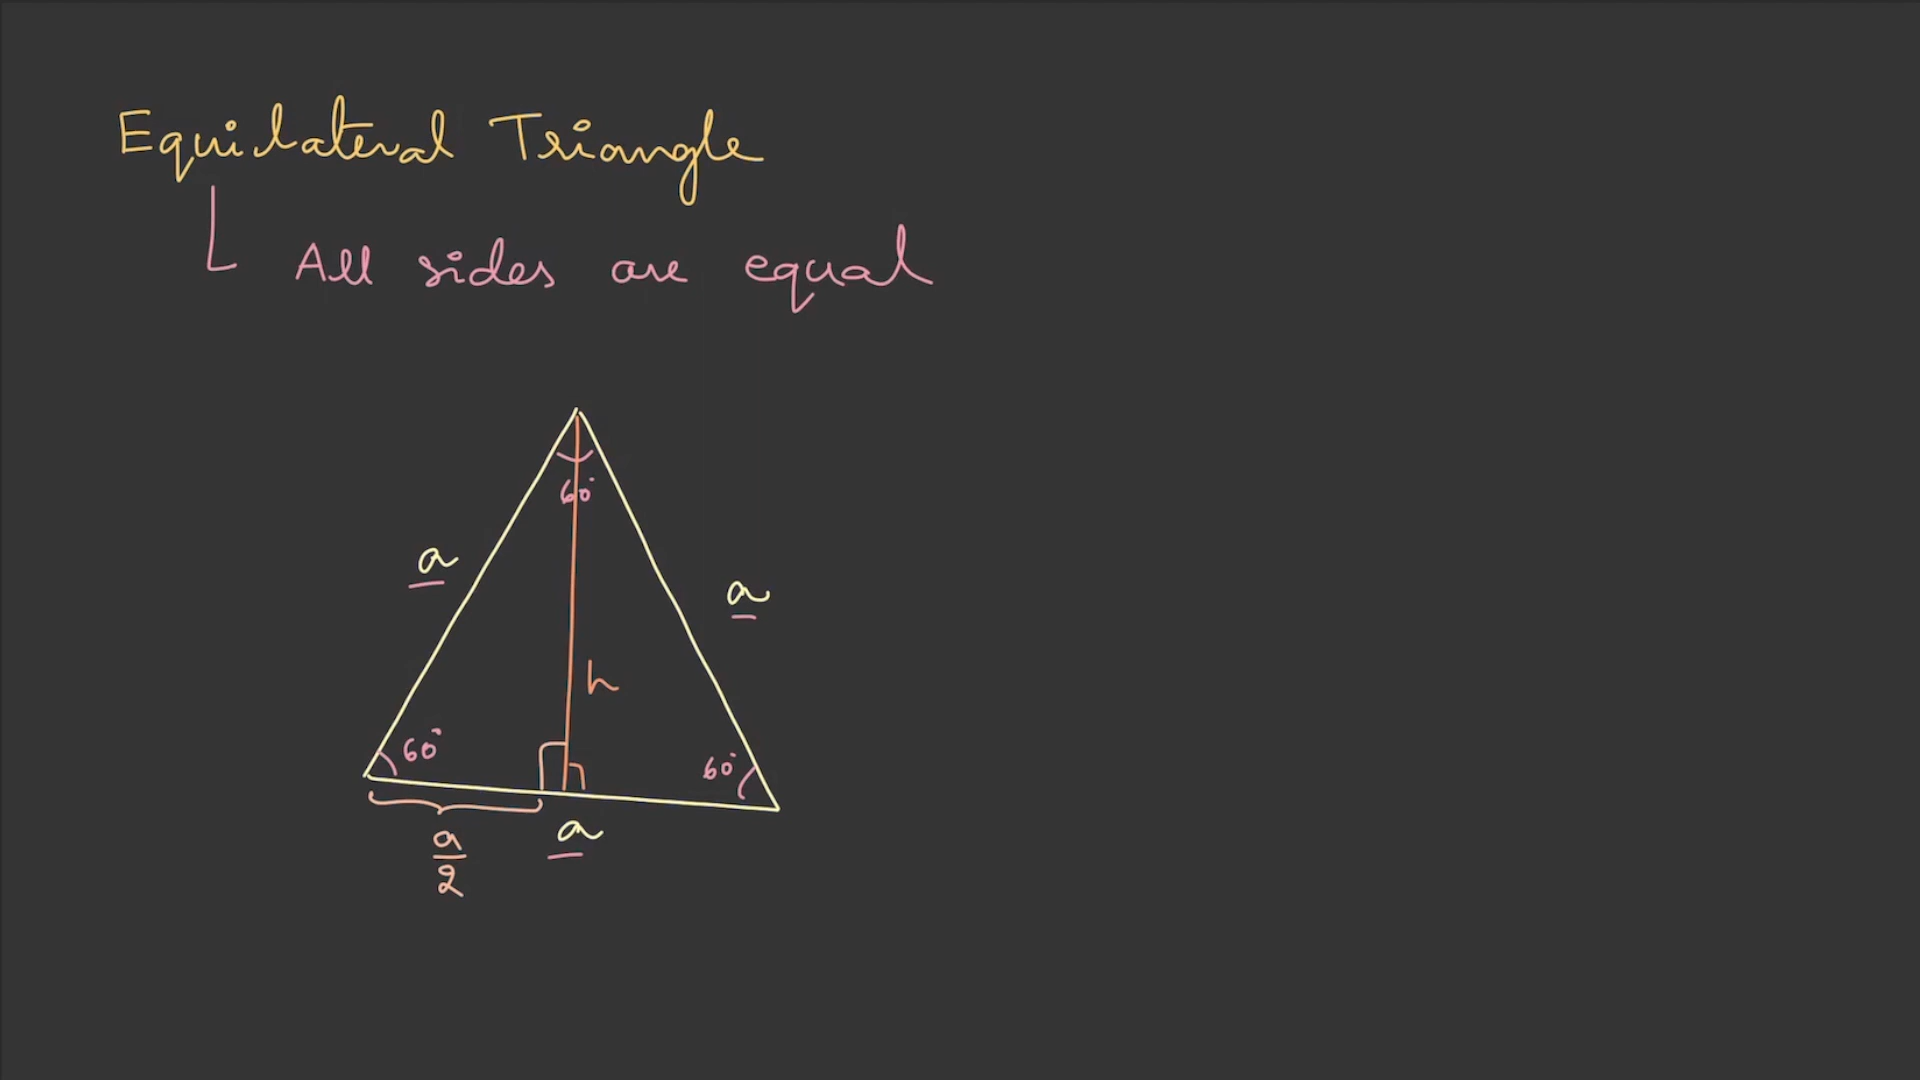 Equilateral Triangle
All sides are equal
60°
a
a
h
60°
60°
a
a/2